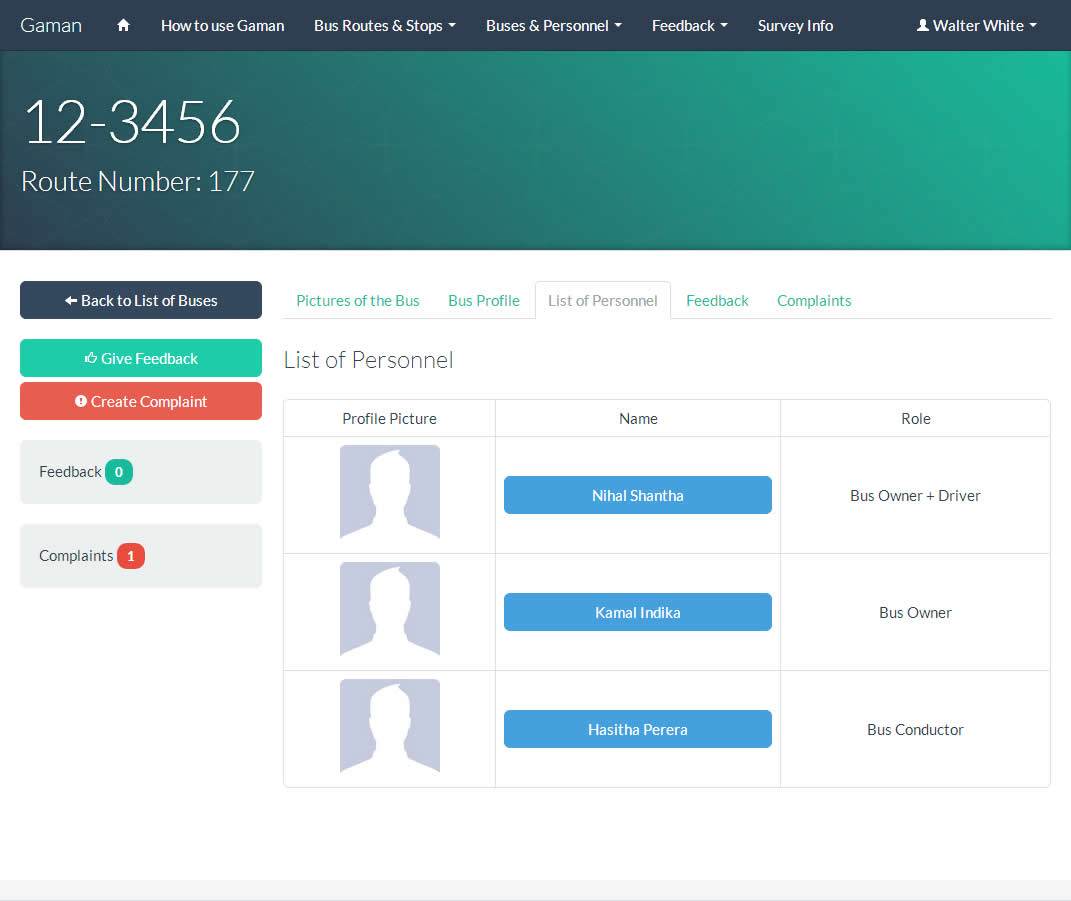 Gaman How to use Gaman Bus Routes & Stops Buses & Personnel Feedback Survey Info Walter White
12-3456
Route Number: 177
Back to List of Buses
Give Feedback
Create Complaint
Feedback 0
Complaints 1
Pictures of the Bus Bus Profile List of Personnel Feedback Complaints
List of Personnel
Profile Picture Name Role
Nihal Shantha Bus Owner + Driver
Kamal Indika Bus Owner
Hasitha Perera Bus Conductor